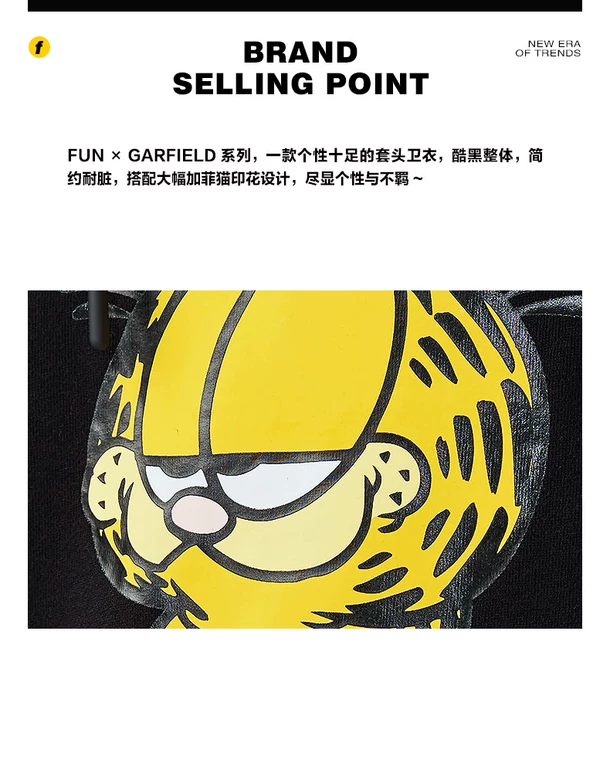 f
BRAND
SELLING POINT
NEW ERA
OF TRENDS
FUN × GARFIELD 系列，一款个性十足的套头卫衣，酷黑整体，简
约耐脏，搭配大幅加菲猫印花设计，尽显个性与不羁~